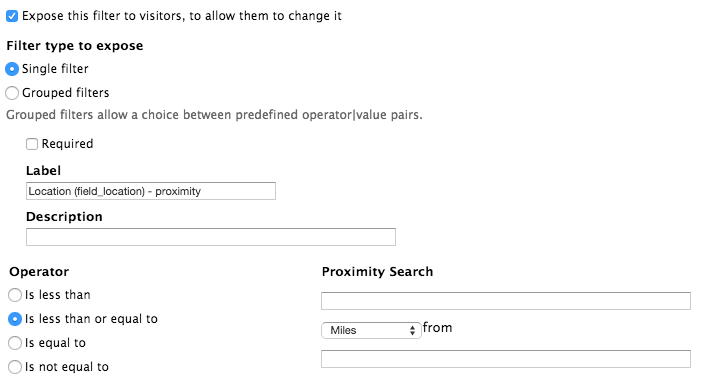 Expose this filter to visitors, to allow them to change it
Filter type to expose
Single filter
Grouped filters
Grouped filters allow a choice between predefined operator|value pairs.
Required
Label
Location (field_location) - proximity
Description
Operator
Is less than
Is less than or equal to
Is equal to
Is not equal to
Proximity Search
Miles from